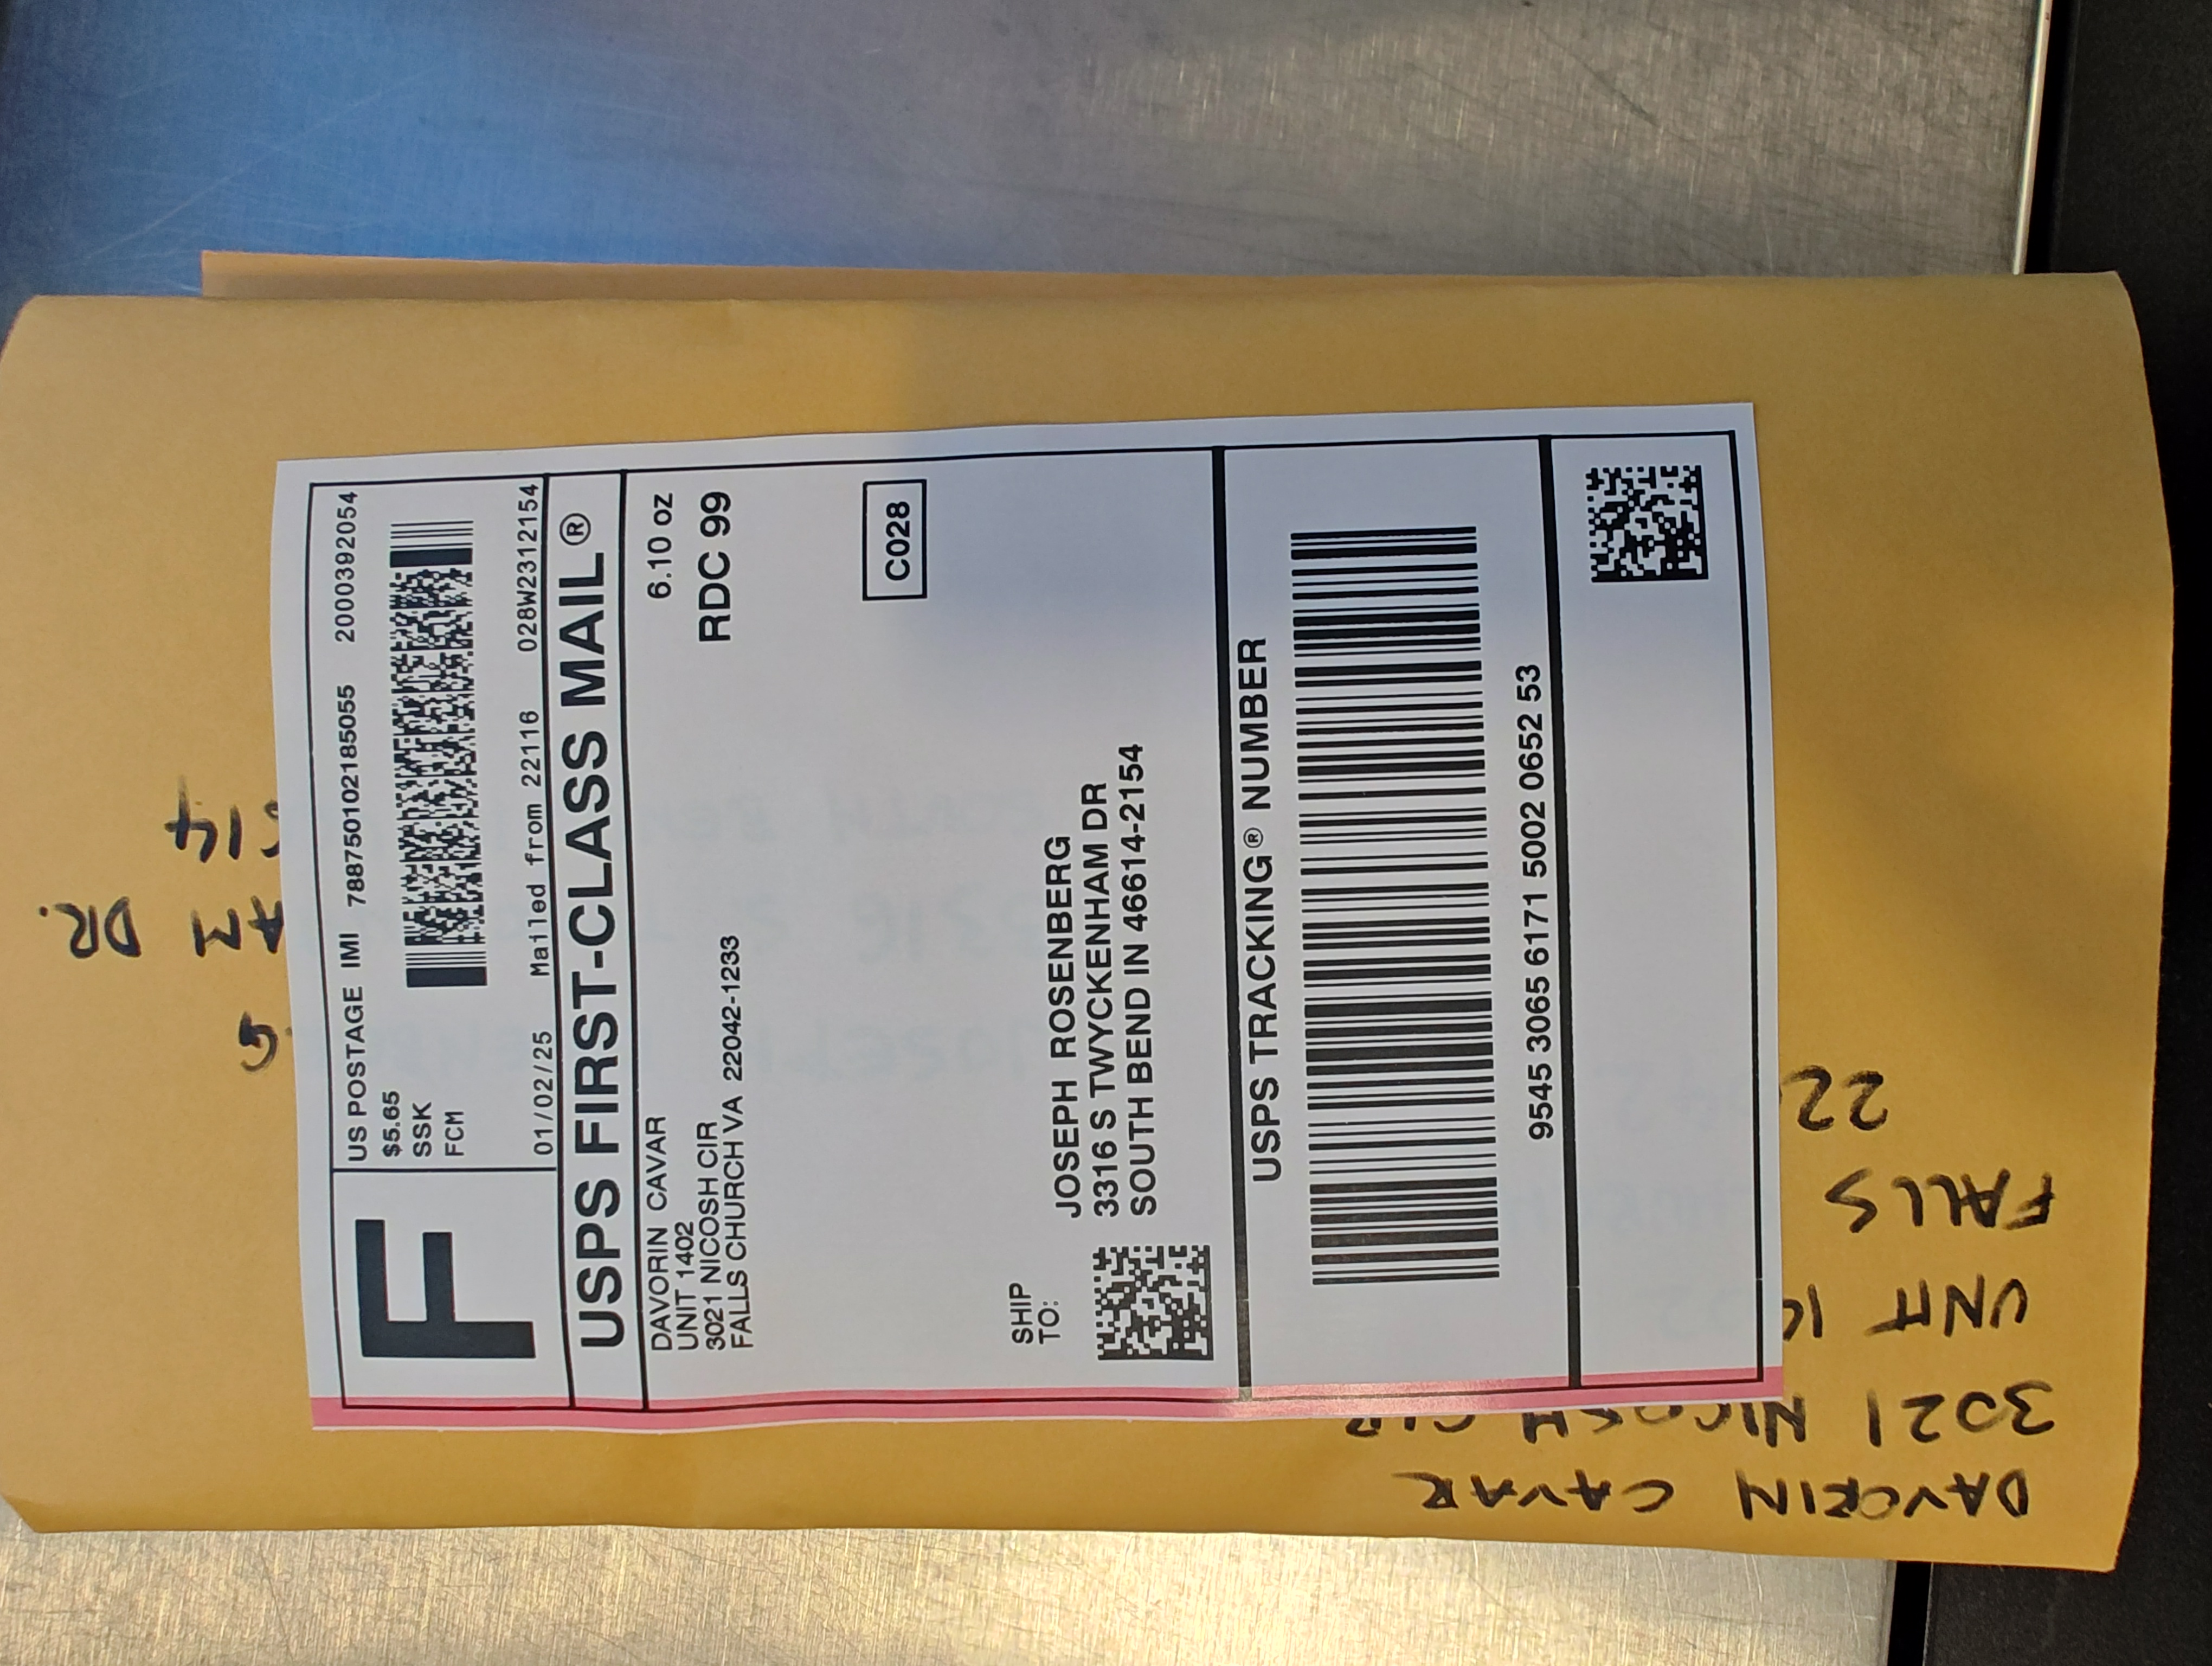 F
US POSTAGE IMI 7887501021855055 2000392054
$5.65
SSK
FCM
01/02/25 Mailed from 22116 028W2312154
USPS FIRST-CLASS MAIL®
DAVORIN CAVAR
UNIT 1402
3021 NICOSH CIR
FALLS CHURCH VA 22042-1233
6.10 oz
RDC 99
C028
SHIP
TO:
JOSEPH ROSENBERG
3316 S TWYCKENHAM DR
SOUTH BEND IN 46614-2154
USPS TRACKING® NUMBER
9545 3065 6171 5002 0652 53
DAVORIN CAVAR
3021 NICOSH CIR
UNIT
FALLS
22
DR.